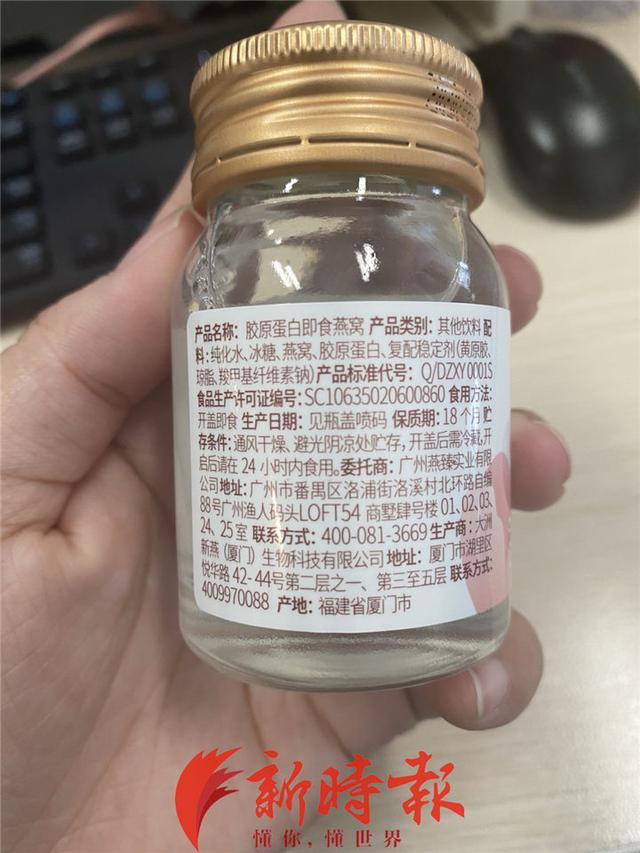 产品名称：胶原蛋白即食燕窝 产品类别：其他饮料 配
料：纯化水、冰糖、燕窝、胶原蛋白、复配稳定剂（黄原胶、
琼脂、羧甲基纤维素钠）产品标准代号：Q/DZXY 0001S
食品生产许可证编号：SC10635020600860 食用方法：
开盖即食 生产日期：见瓶盖喷码 保质期：18个月 贮
存条件：通风干燥、避光阴凉处贮存，开盖后需冷藏，开
启后请在24小时内食用。委托商：广州燕臻实业有限
公司地址：广州市番禺区洛浦街洛溪村北环路自编
88号广州渔人码头LOFT54 商墅肆号楼 01、02、03、
24、25室 联系方式：400-081-3669 生产商：大洲
新燕（厦门）生物科技有限公司 地址：厦门市湖里区
悦华路42-44号第二层之一、第三至五层 联系方式：
4009970088 产地：福建省厦门市
新時報
懂你，懂世界